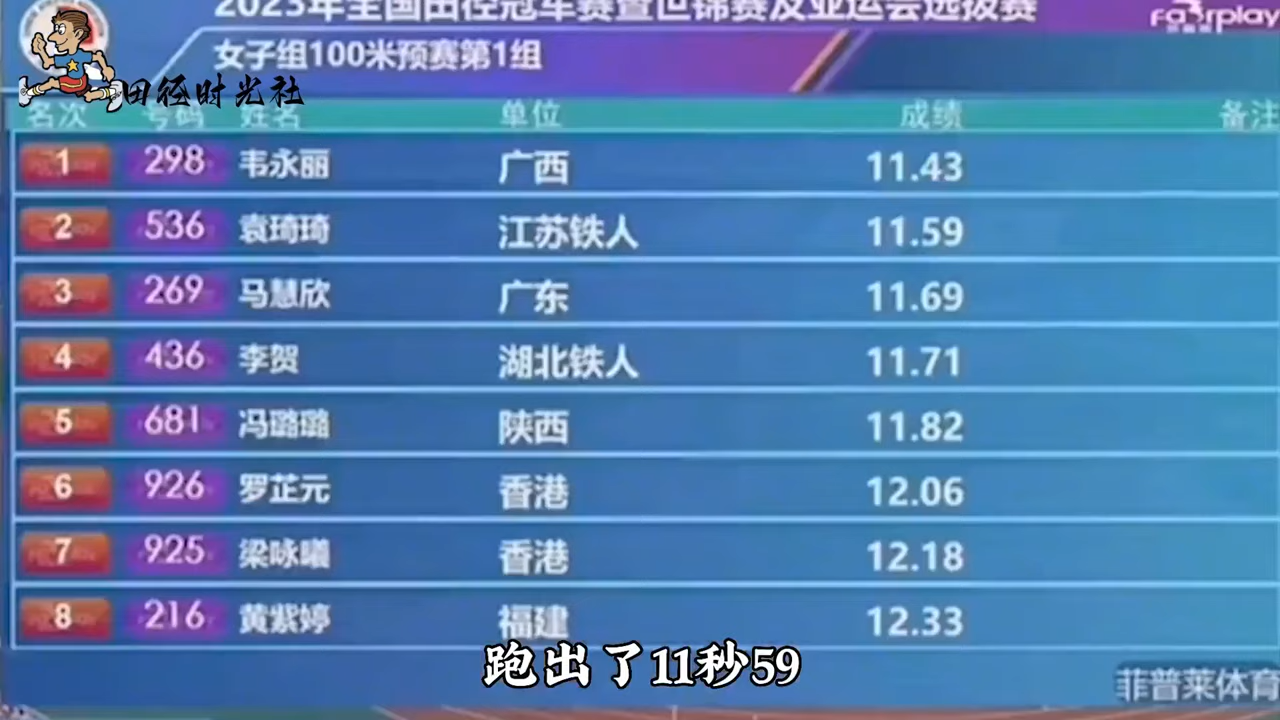 2023年全国田径冠军赛暨世锦赛及亚运会选拔赛
fairplay
女子组100米预赛第1组
田径时光社
名次 号码 姓名 单位 成绩 备注
1 298 韦永丽 广西 11.43
2 536 袁琦琦 江苏铁人 11.59
3 269 马慧欣 广东 11.69
4 436 李贺 湖北铁人 11.71
5 681 冯璐璐 陕西 11.82
6 926 罗芷元 香港 12.06
7 925 梁咏曦 香港 12.18
8 216 黄紫婷 福建 12.33
跑出了11秒59
菲普莱体育